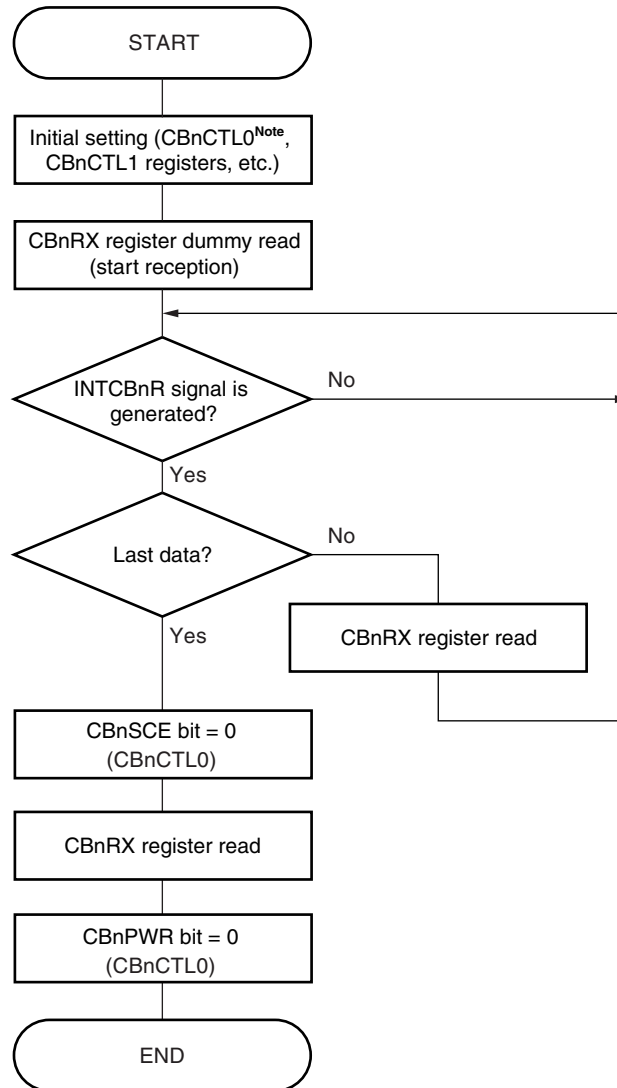 START
Initial setting (CBnCTL0Note,
CBnCTL1 registers, etc.)
CBnRX register dummy read
(start reception)
INTCBnR signal is
generated?
No
Yes
Last data?
No
Yes
CBnRX register read
CBnSCE bit = 0
(CBnCTL0)
CBnRX register read
CBnPWR bit = 0
(CBnCTL0)
END